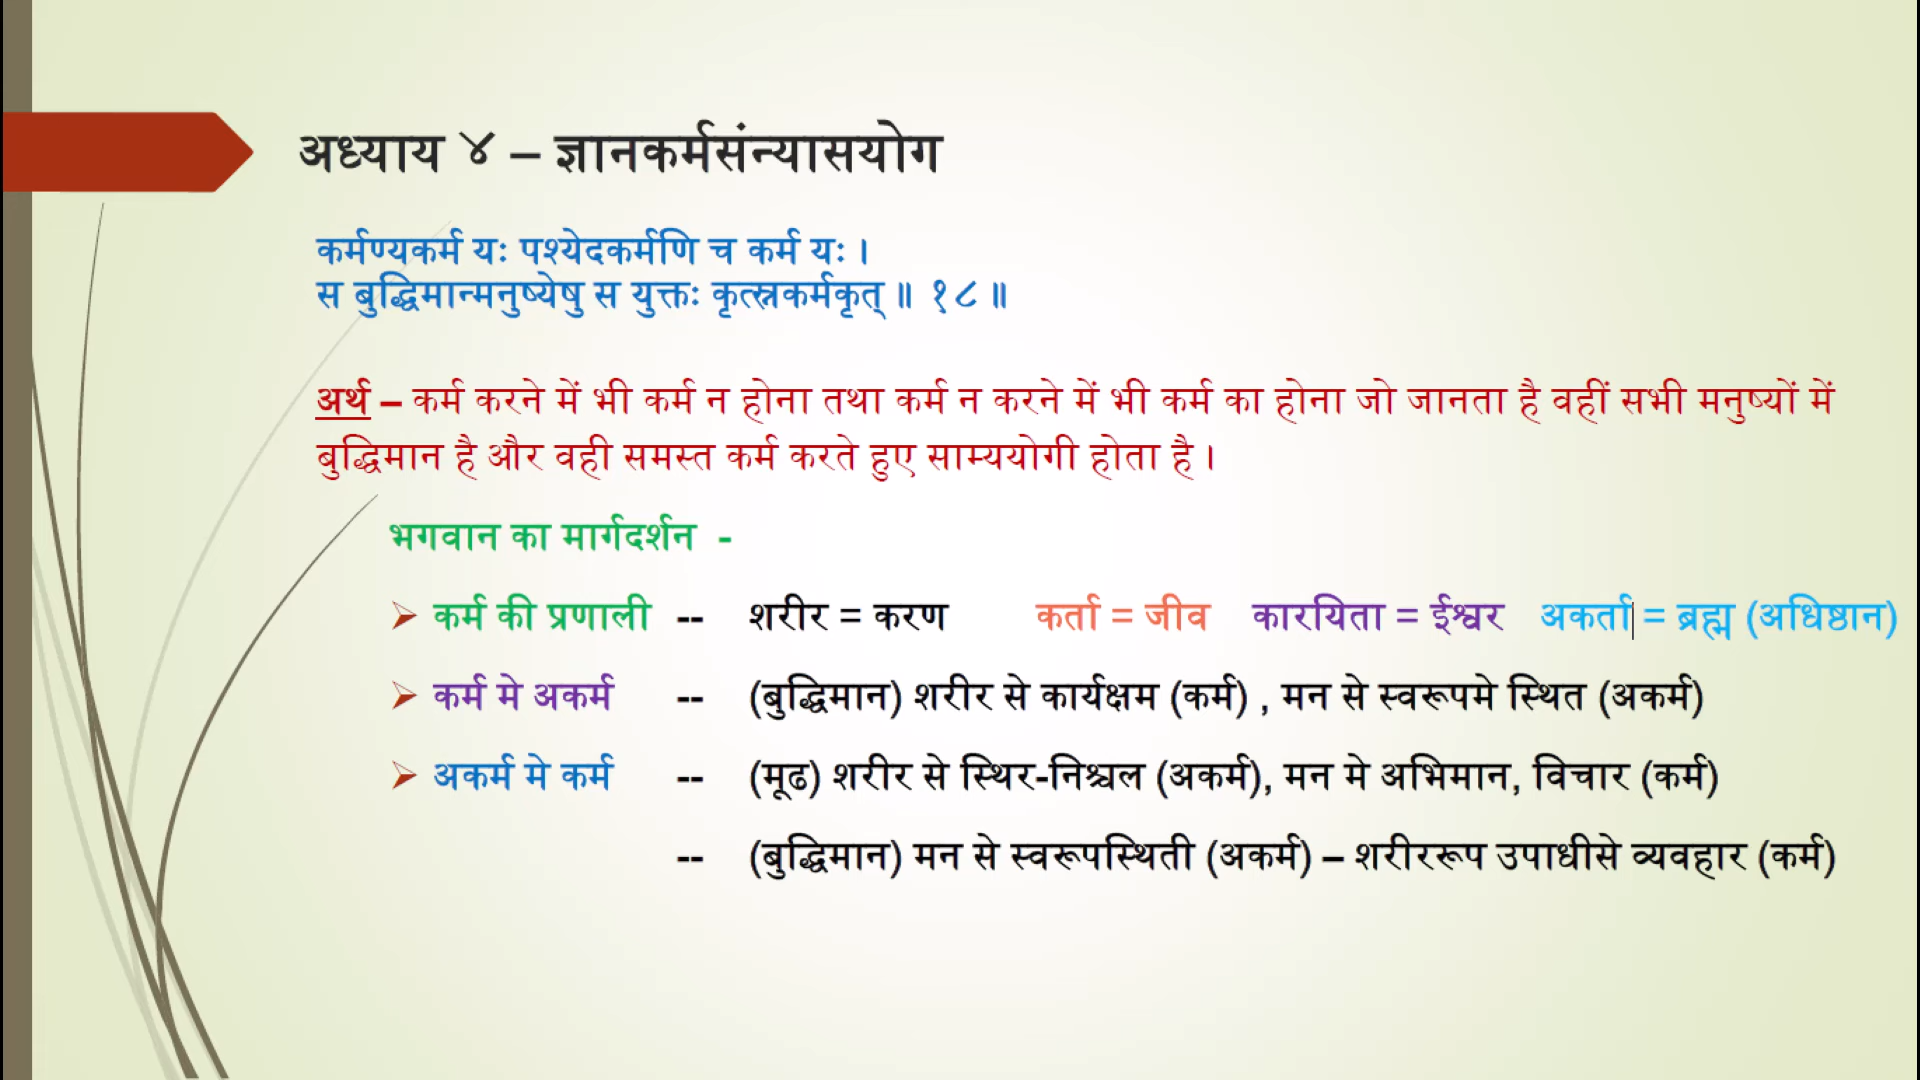 अध्याय ४ – ज्ञानकर्मसंन्यासयोग
कर्मण्यकर्म यः पश्येदकर्मणि च कर्म यः ।
स बुद्धिमान्मनुष्येषु स युक्तः कृत्स्नकर्मकृत् ॥ १८ ॥
अर्थ – कर्म करने में भी कर्म न होना तथा कर्म न करने में भी कर्म का होना जो जानता है वहीं सभी मनुष्यों में
बुद्धिमान है और वही समस्त कर्म करते हुए साम्ययोगी होता है ।
भगवान का मार्गदर्शन -
➢ कर्म की प्रणाली -- शरीर = करण कर्ता = जीव कारयिता = ईश्वर अकर्ता = ब्रह्म (अधिष्ठान)
➢ कर्म मे अकर्म -- (बुद्धिमान) शरीर से कार्यक्षम (कर्म) , मन से स्वरूपमे स्थित (अकर्म)
➢ अकर्म मे कर्म -- (मूढ) शरीर से स्थिर-निश्चल (अकर्म), मन मे अभिमान, विचार (कर्म)
-- (बुद्धिमान) मन से स्वरूपस्थिती (अकर्म) – शरीररूप उपाधीसे व्यवहार (कर्म)